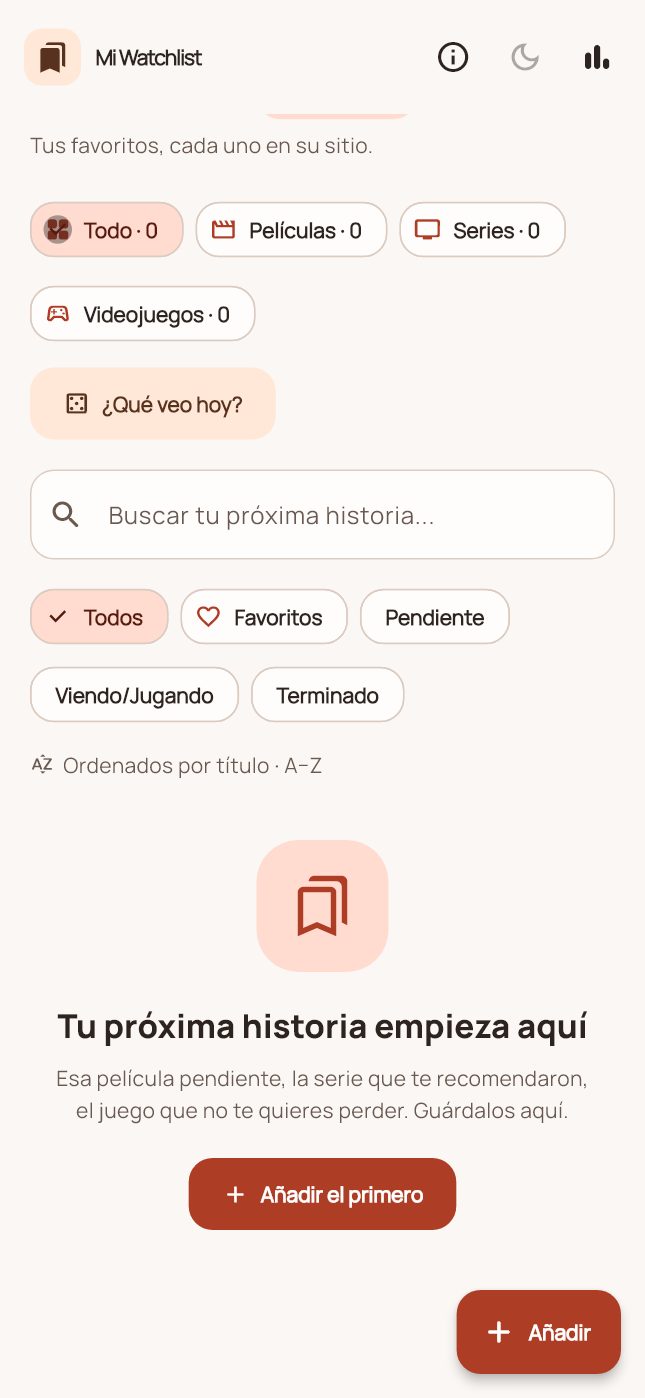 Mi Watchlist
Tus favoritos, cada uno en su sitio.
Todo · 0
Películas · 0
Series · 0
Videojuegos · 0
¿Qué veo hoy?
Buscar tu próxima historia...
Todos
Favoritos
Pendiente
Viendo/Jugando
Terminado
AZ Ordenados por título · A–Z
Tu próxima historia empieza aquí
Esa película pendiente, la serie que te recomendaron,
el juego que no te quieres perder. Guárdalos aquí.
Añadir el primero
Añadir